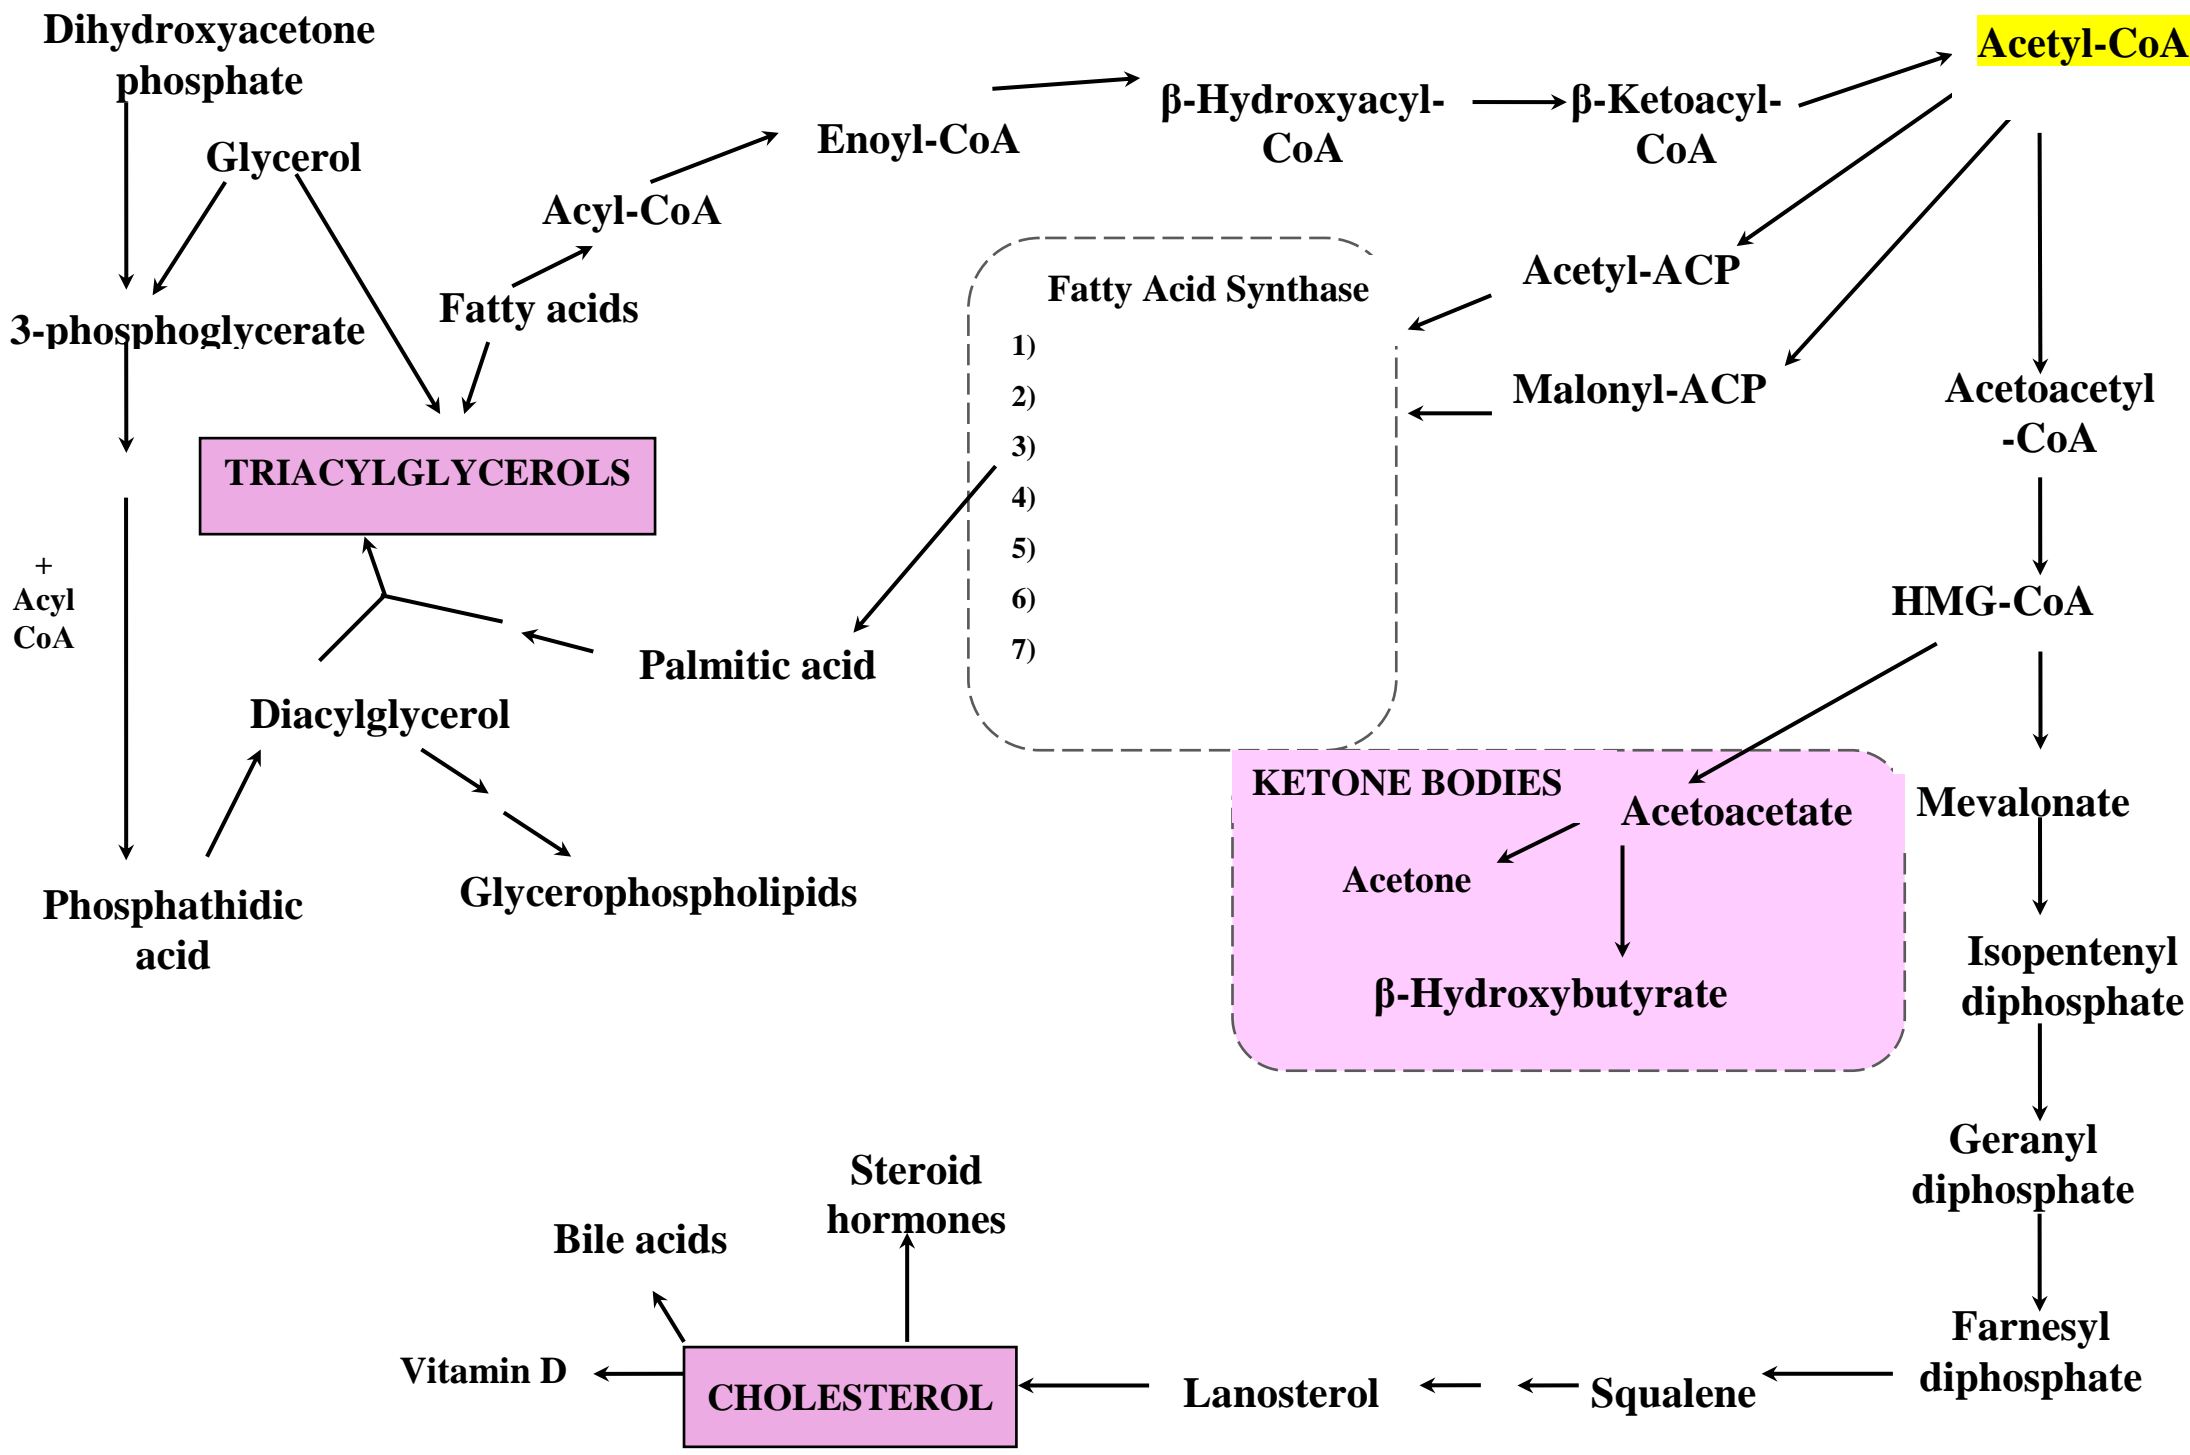 Dihydroxyacetone
phosphate
Glycerol
3-phosphoglycerate
+
Acyl
CoA
Phosphathidic
acid
Fatty acids
Acyl-CoA
Enoyl-CoA
β-Hydroxyacyl-
CoA
β-Ketoacyl-
CoA
Acetyl-CoA
TRIACYLGLYCEROLS
Diacylglycerol
Glycerophospholipids
Palmitic acid
Fatty Acid Synthase
1)
2)
3)
4)
5)
6)
7)
Acetyl-ACP
Malonyl-ACP
Acetoacetyl
-CoA
HMG-CoA
KETONE BODIES
Acetoacetate
Acetone
β-Hydroxybutyrate
Mevalonate
Isopentenyl
diphosphate
Geranyl
diphosphate
Farnesyl
diphosphate
Squalene
Lanosterol
CHOLESTEROL
Steroid
hormones
Bile acids
Vitamin D